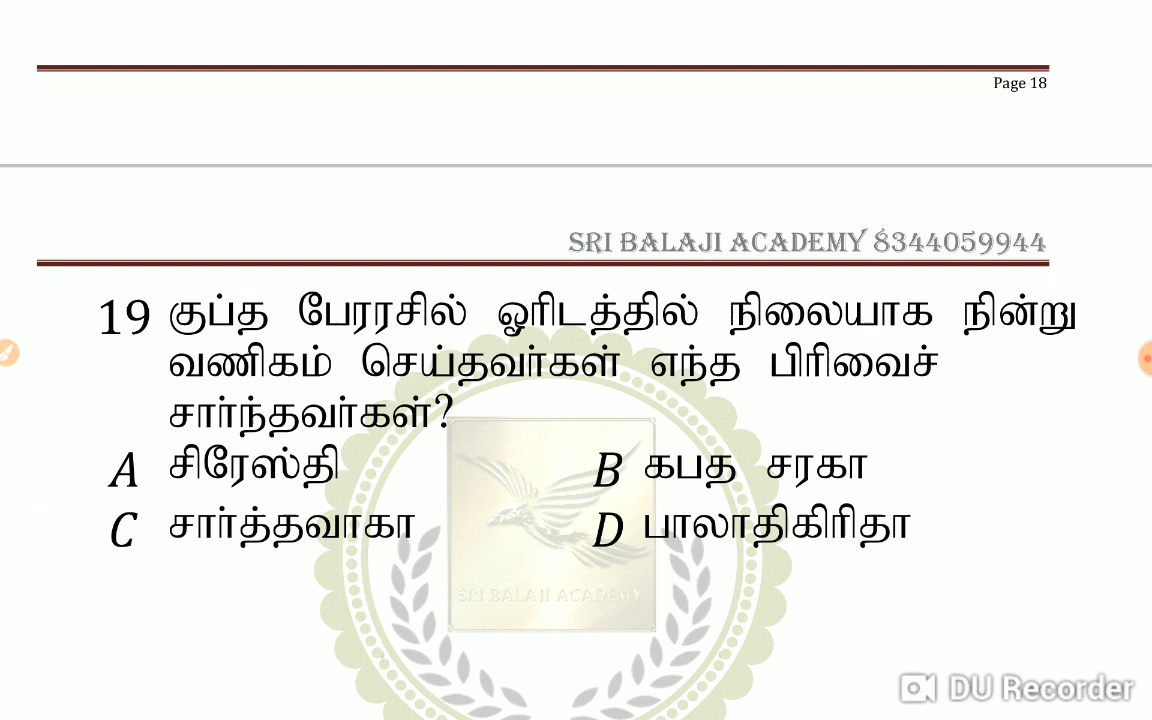 Page 18
SRI BALAJI ACADEMY 8344059944
19 குப்த பேரரசில் ஓரிடத்தில் நிலையாக நின்று
வணிகம் செய்தவர்கள் எந்த பிரிவைச்
சார்ந்தவர்கள்?
A சிரேஸ்தி B கபத சரகா
C சார்த்தவாகா D பாலாதிகிரிதா
SRI BALAJI ACADEMY
DU Recorder